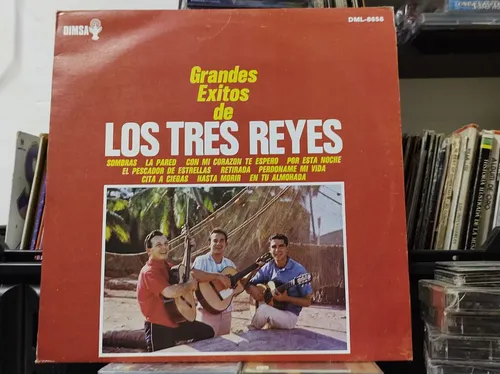 DIMSA
DML-8696
Grandes
Exitos
de
LOS TRES REYES
SOMBRAS LA PARED CON MI CORAZON TE ESPERO POR ESTA NOCHE
EL PESCADOR DE ESTRELLAS RETIRADA PERDONAME MI VIDA
CITA A CIEGAS HASTA MORIR EN TU ALMOHADA